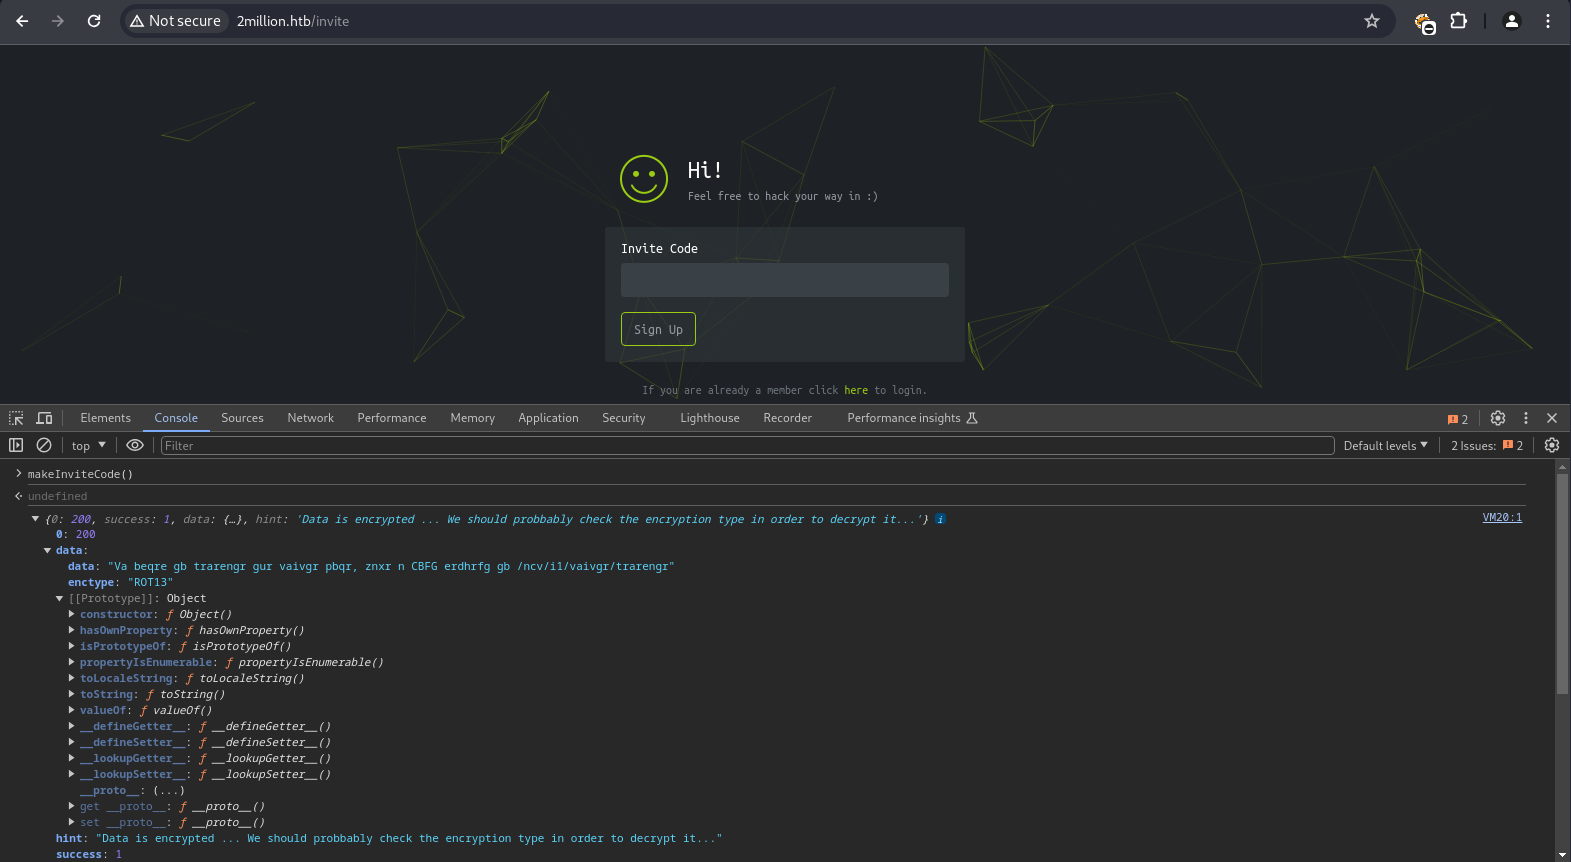 Not secure 2million.htb/invite
Hi!
Feel free to hack your way in :)
Invite Code
Sign Up
If you are already a member click here to login.
Elements Console Sources Network Performance Memory Application Security Lighthouse Recorder Performance insights 2
top Filter Default levels 2 Issues: 2
makeInviteCode()
undefined
{0: 200, success: 1, data: {…}, hint: 'Data is encrypted ... We should probbably check the encryption type in order to decrypt it...'} i VM20:1
0: 200
data:
data: "Va beqre gb trarengr gur vaivgr pbqr, znxr n CBFG erdhrfg gb /ncv/i1/vaivgr/trarengr"
enctype: "ROT13"
[[Prototype]]: Object
constructor: ƒ Object()
hasOwnProperty: ƒ hasOwnProperty()
isPrototypeOf: ƒ isPrototypeOf()
propertyIsEnumerable: ƒ propertyIsEnumerable()
toLocaleString: ƒ toLocaleString()
toString: ƒ toString()
valueOf: ƒ valueOf()
__defineGetter__: ƒ __defineGetter__()
__defineSetter__: ƒ __defineSetter__()
__lookupGetter__: ƒ __lookupGetter__()
__lookupSetter__: ƒ __lookupSetter__()
__proto__: (...)
get __proto__: ƒ __proto__()
set __proto__: ƒ __proto__()
hint: "Data is encrypted ... We should probbably check the encryption type in order to decrypt it..."
success: 1